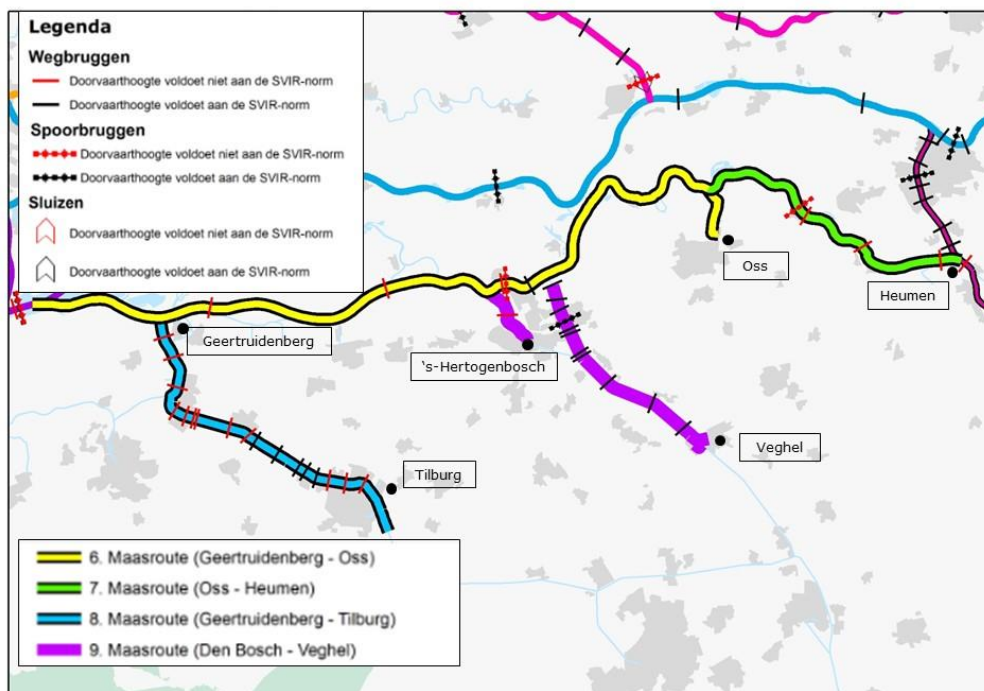 Legenda
Wegbruggen
Doorvaarthoogte voldoet niet aan de SVIR-norm
Doorvaarthoogte voldoet aan de SVIR-norm
Spoorbruggen
Doorvaarthoogte voldoet niet aan de SVIR-norm
Doorvaarthoogte voldoet aan de SVIR-norm
Sluizen
Doorvaarthoogte voldoet niet aan de SVIR-norm
Doorvaarthoogte voldoet aan de SVIR-norm
Oss
Heumen
Geertruidenberg
's-Hertogenbosch
Veghel
Tilburg
6. Maasroute (Geertruidenberg - Oss)
7. Maasroute (Oss - Heumen)
8. Maasroute (Geertruidenberg - Tilburg)
9. Maasroute (Den Bosch - Veghel)